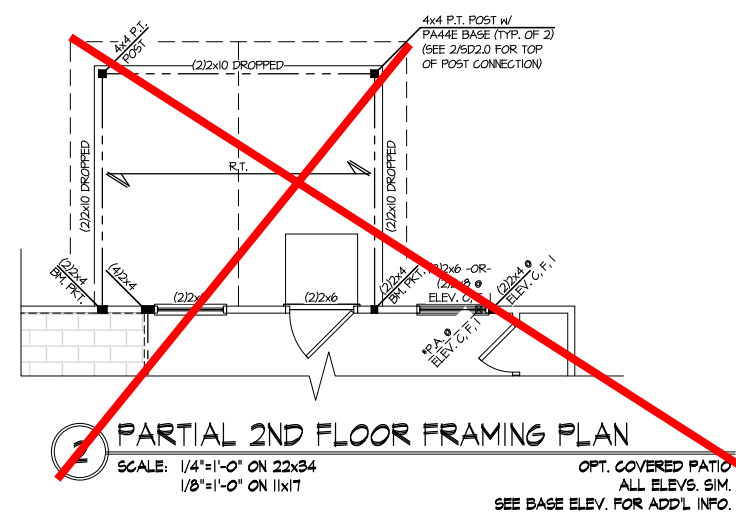 4x4 P.T.
POST
4x4 P.T. POST W/
PA44E BASE (TYP. OF 2)
(SEE 2/SD2.0 FOR TOP
OF POST CONNECTION)
(2)2x10 DROPPED
(2)2x10 DROPPED
(2)2x10 DROPPED
R.T.
(2)2x4
BM. PKT.
(4)2x4
(2)2x6
(2)2x4
BM. PKT.
2x6 -OR-
ELEV. C,
(2)2x4 @
ELEV. C, F, I
*P.A. @
ELEV. C, F, I
2
PARTIAL 2ND FLOOR FRAMING PLAN
SCALE: 1/4"=1'-0" ON 22x34
1/8"=1'-0" ON 11x17
OPT. COVERED PATIO
ALL ELEVS. SIM.
SEE BASE ELEV. FOR ADD'L INFO.